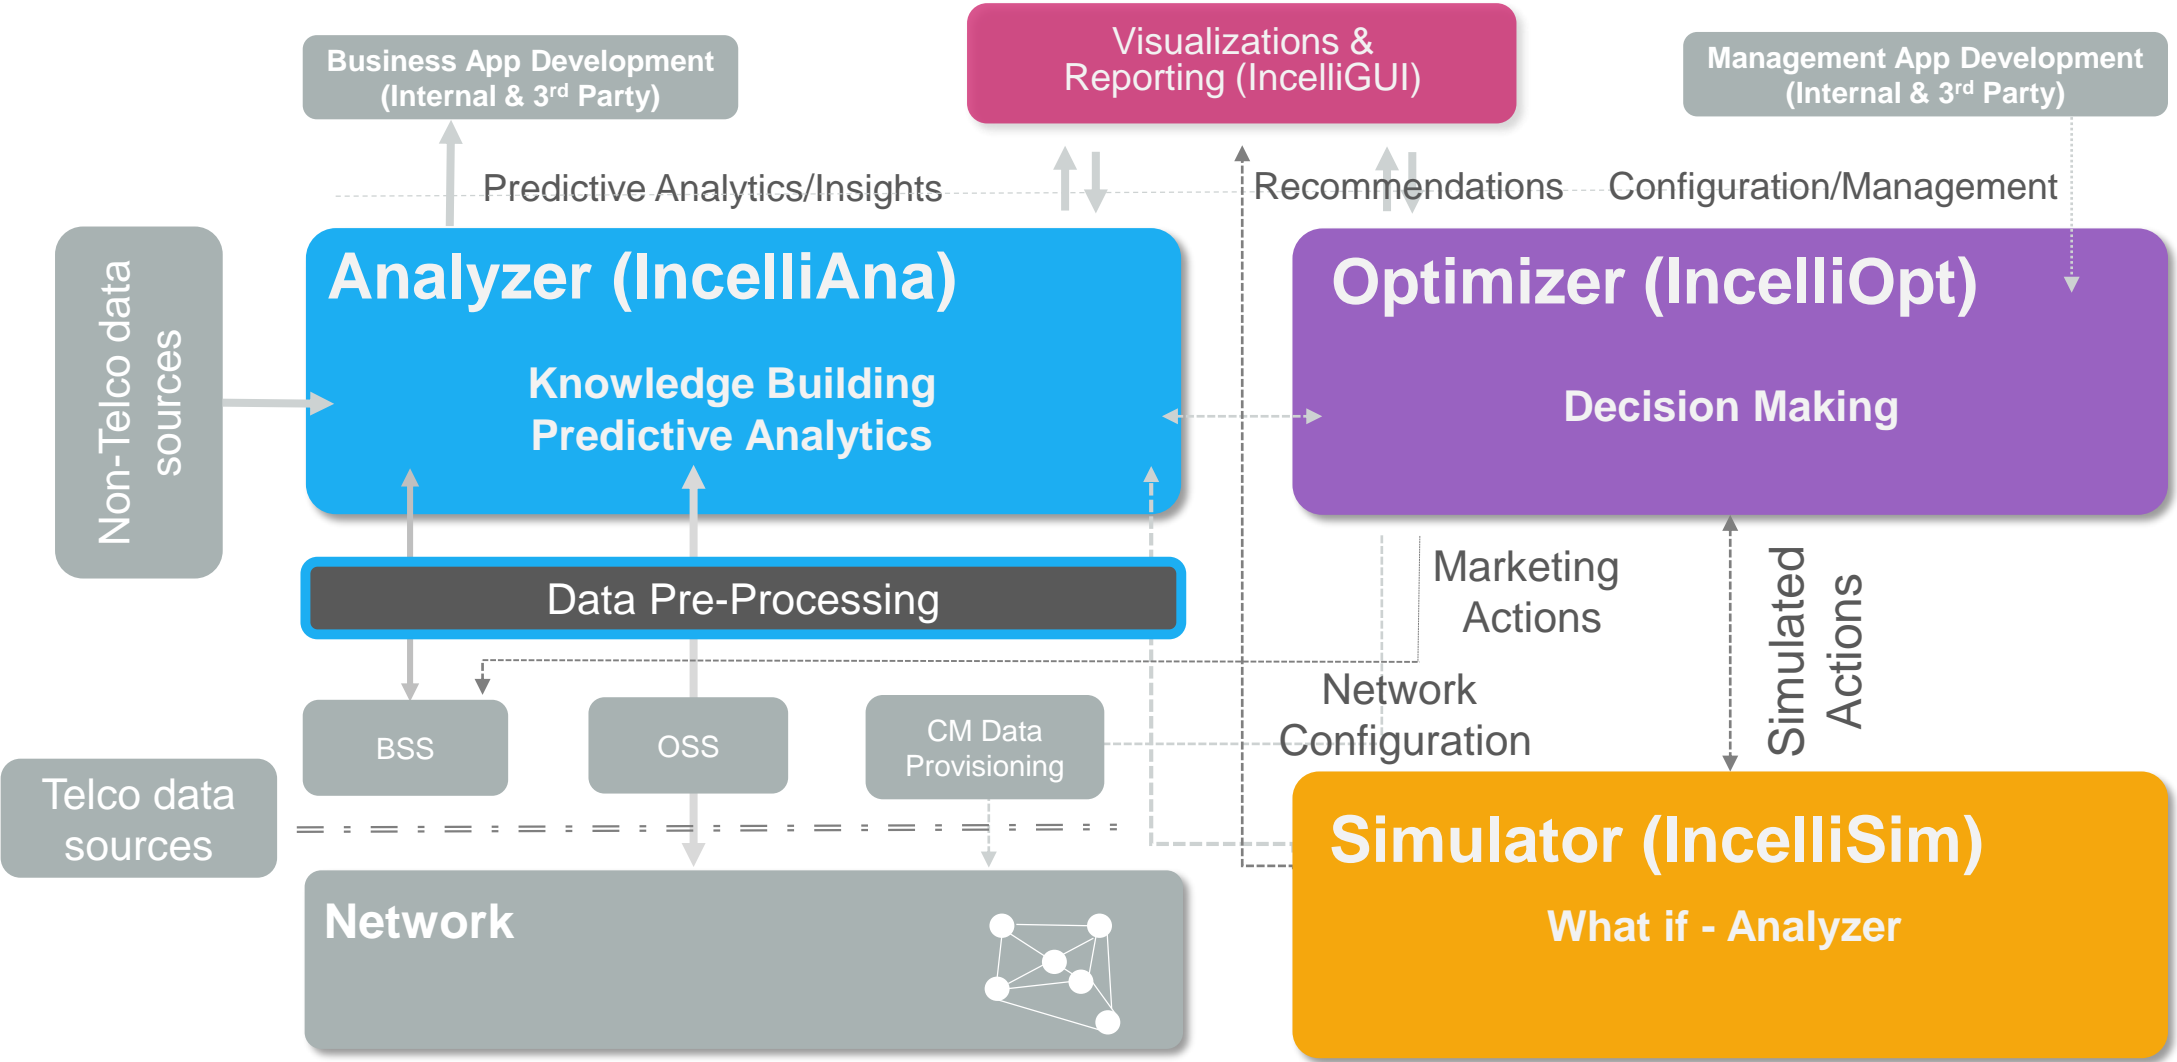 Business App Development
(Internal & 3rd Party)
Visualizations &
Reporting (IncelliGUI)
Management App Development
(Internal & 3rd Party)
Predictive Analytics/Insights
Recommendations
Configuration/Management
Non-Telco data
sources
Analyzer (IncelliAna)
Knowledge Building
Predictive Analytics
Optimizer (IncelliOpt)
Decision Making
Data Pre-Processing
Marketing
Actions
Simulated
Actions
Network
Configuration
BSS
OSS
CM Data
Provisioning
Telco data
sources
Simulator (IncelliSim)
What if - Analyzer
Network